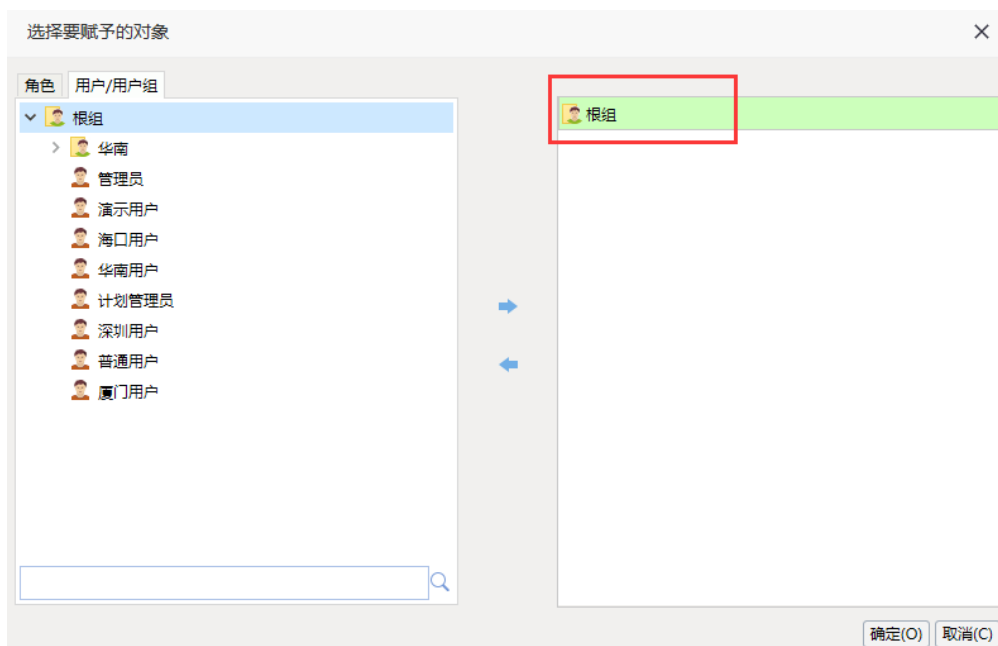 选择要赋予的对象
角色 用户/用户组
根组
华南
管理员
演示用户
海口用户
华南用户
计划管理员
深圳用户
普通用户
厦门用户
根组
确定(O) 取消(C)